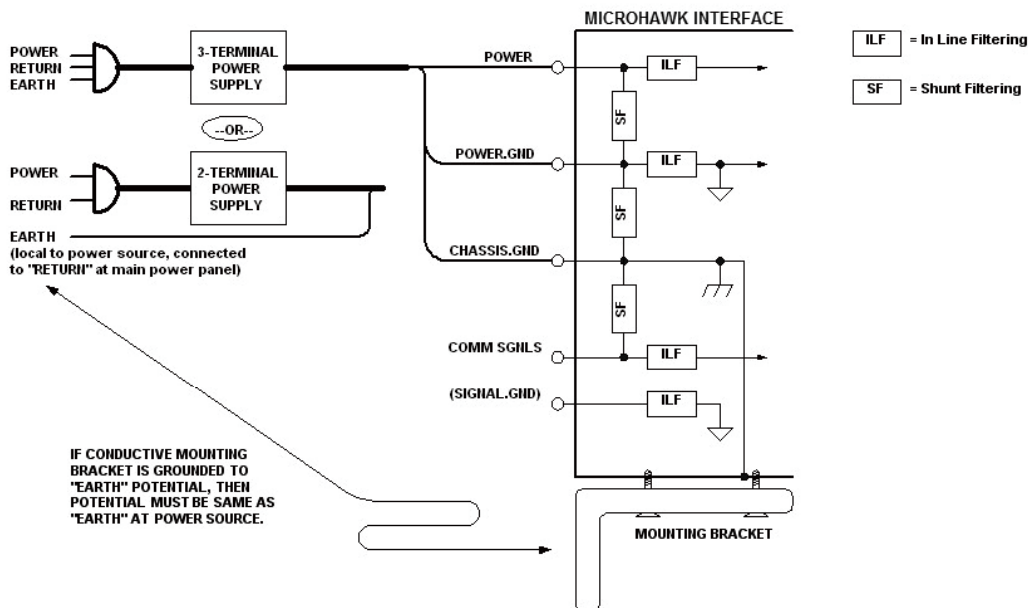 MICROHAWK INTERFACE
POWER
RETURN
EARTH
3-TERMINAL
POWER
SUPPLY
--OR--
POWER
RETURN
2-TERMINAL
POWER
SUPPLY
EARTH
(local to power source, connected
to "RETURN" at main power panel)
POWER
ILF
SF
POWER.GND
ILF
SF
CHASSIS.GND
SF
COMM SGNLS
ILF
(SIGNAL.GND)
ILF
ILF = In Line Filtering
SF = Shunt Filtering
IF CONDUCTIVE MOUNTING
BRACKET IS GROUNDED TO
"EARTH" POTENTIAL, THEN
POTENTIAL MUST BE SAME AS
"EARTH" AT POWER SOURCE.
MOUNTING BRACKET